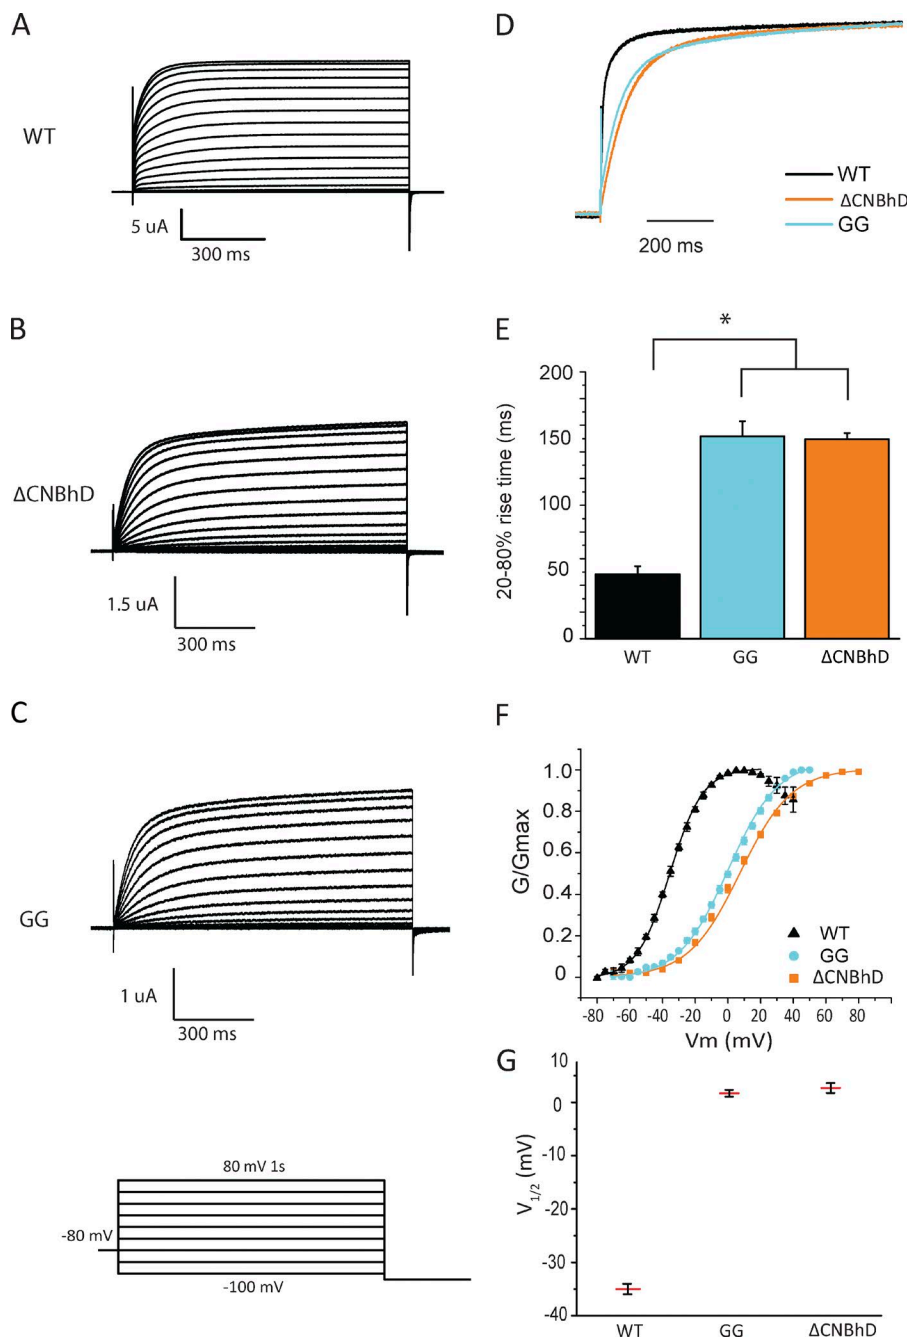 A
WT
5 uA
300 ms
B
ΔCNBhD
1.5 uA
300 ms
C
GG
1 uA
300 ms
80 mV 1s
-80 mV
-100 mV
D
WT
ΔCNBhD
GG
200 ms
E
*
20-80% rise time (ms)
200
150
100
50
0
WT GG ΔCNBhD
F
G/Gmax
1.0
0.8
0.6
0.4
0.2
0
WT
GG
ΔCNBhD
-80 -60 -40 -20 0 20 40 60 80
Vm (mV)
G
V1/2 (mV)
10
0
-10
-20
-30
-40
WT GG ΔCNBhD